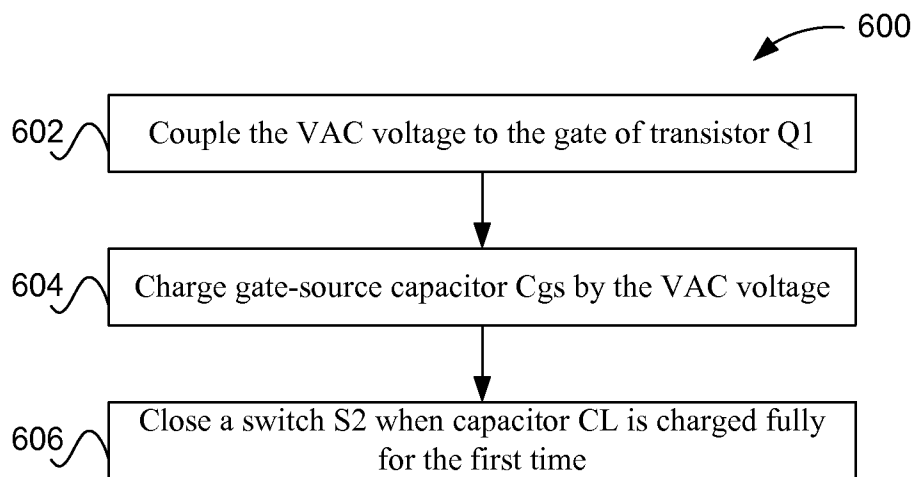 600
602
Couple the VAC voltage to the gate of transistor Q1
604
Charge gate-source capacitor Cgs by the VAC voltage
606
Close a switch S2 when capacitor CL is charged fully
for the first time